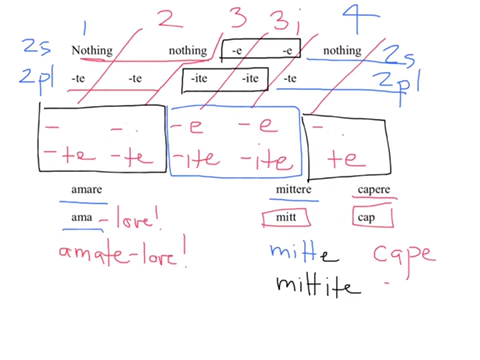 1 2 3 3i 4
2s Nothing nothing -e -e nothing 2s
2pl -te -te -ite -ite -te 2pl
- - -e -e -
-te -te -ite -ite te
amare mittere capere
ama -love! mitt cap
amate-love! mitte cape
mittite -